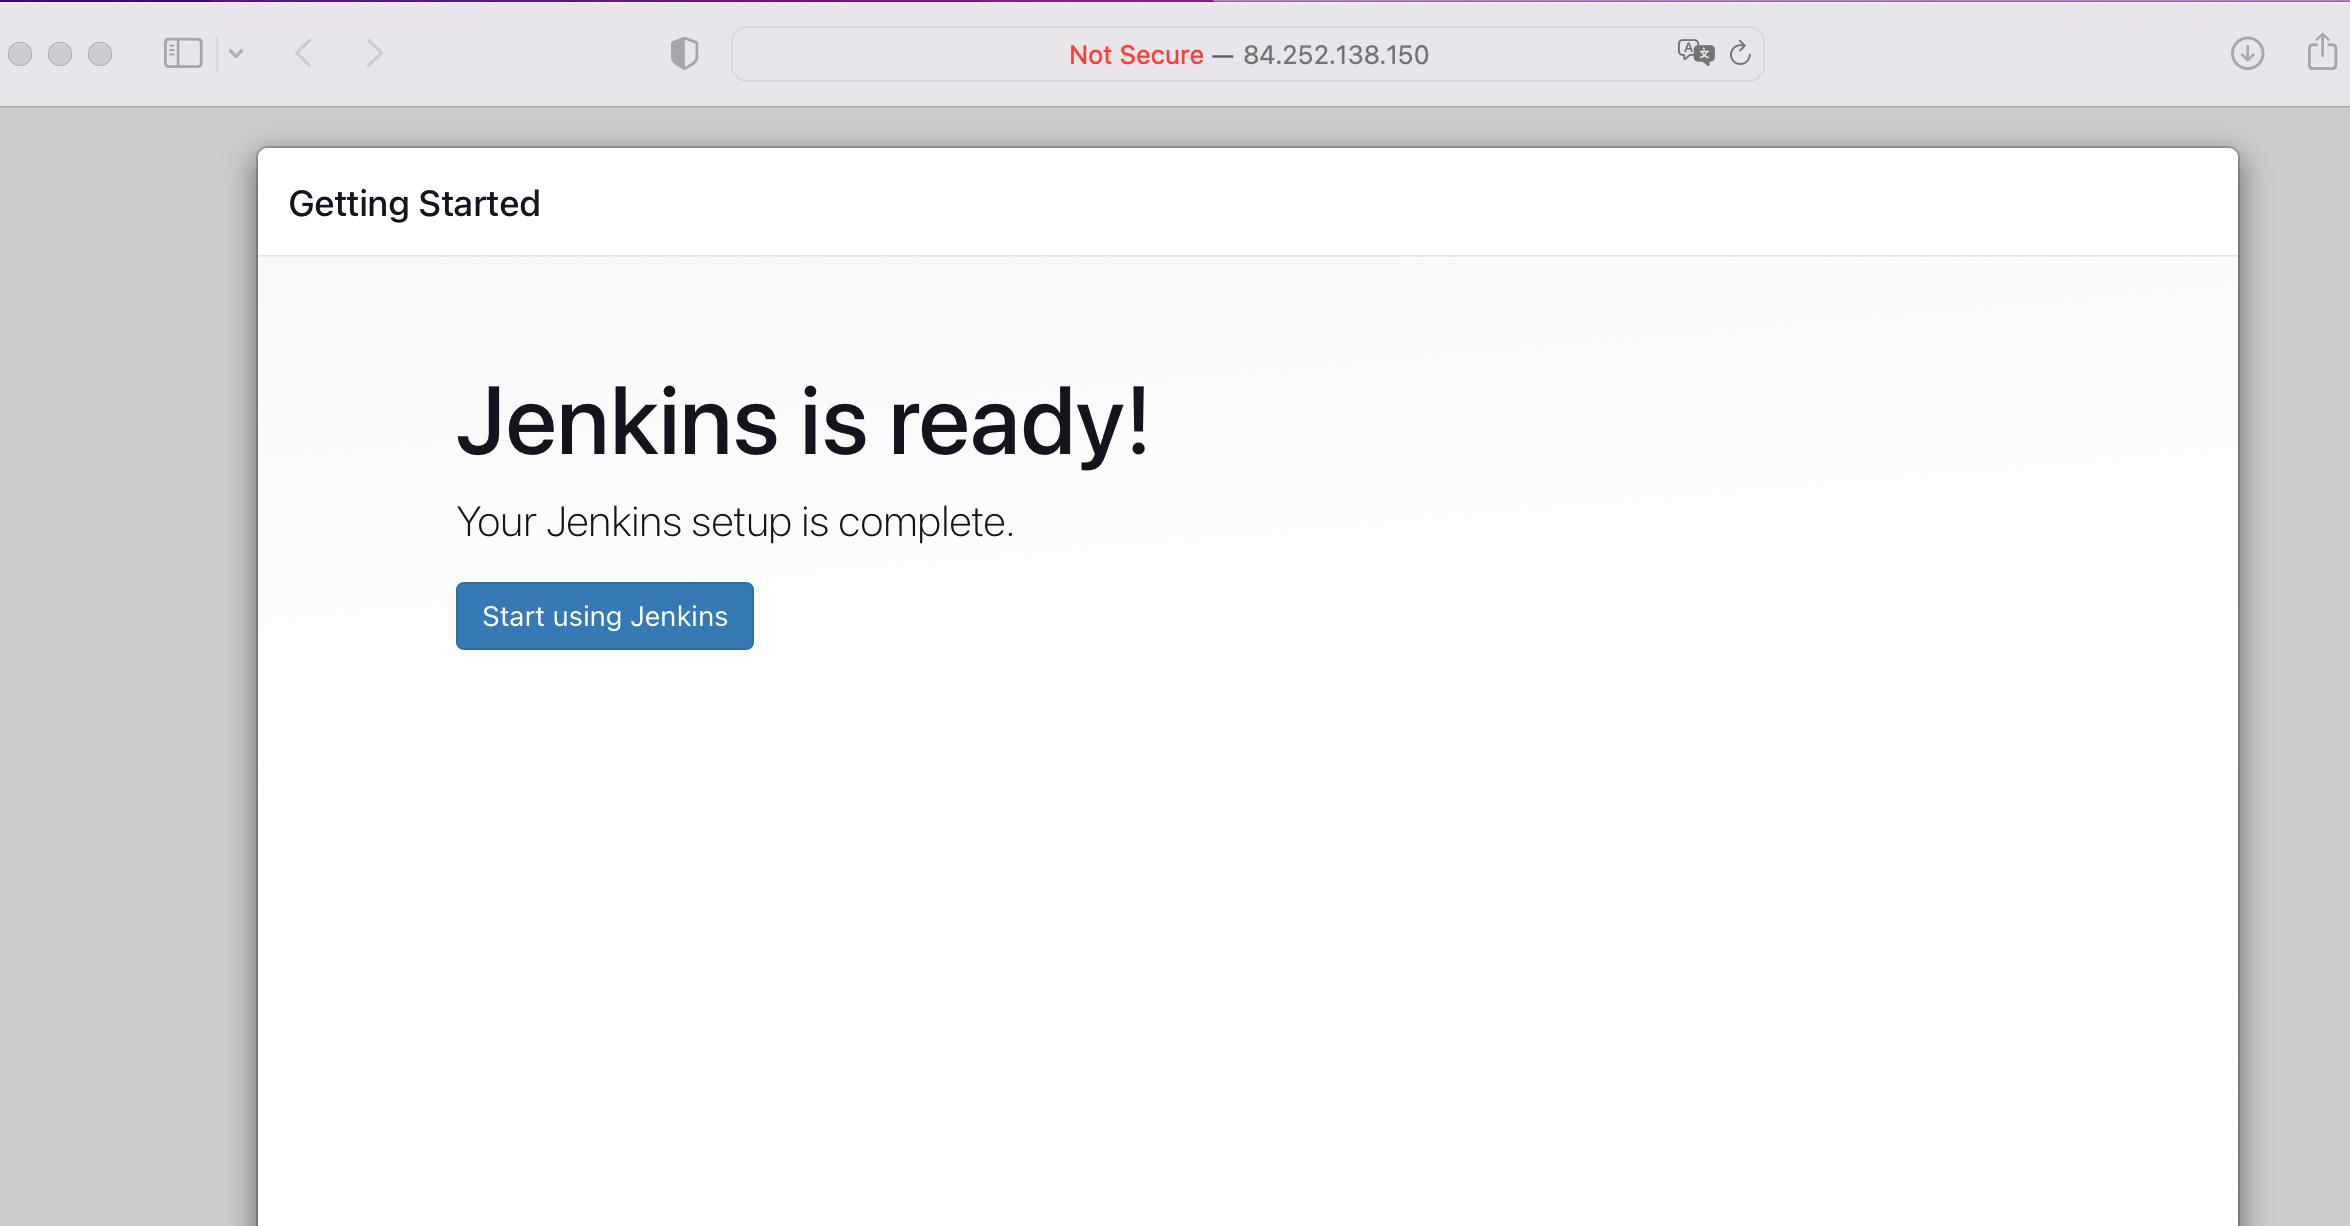 Not Secure — 84.252.138.150
Getting Started
Jenkins is ready!
Your Jenkins setup is complete.
Start using Jenkins